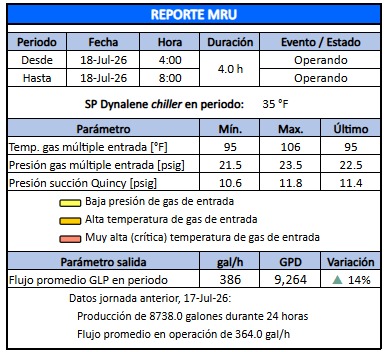 REPORTE MRU
Periodo Fecha Hora Duración Evento / Estado
Desde 18-Jul-26 4:00 4.0 h Operando
Hasta 18-Jul-26 8:00 Operando
SP Dynalene chiller en periodo: 35 °F
Parámetro Mín. Max. Último
Temp. gas múltiple entrada [°F] 95 106 95
Presión gas múltiple entrada [psig] 21.5 23.5 22.5
Presión succión Quincy [psig] 10.6 11.8 11.4
Baja presión de gas de entrada
Alta temperatura de gas de entrada
Muy alta (crítica) temperatura de gas de entrada
Parámetro salida gal/h GPD Variación
Flujo promedio GLP en periodo 386 9,264 ▲ 14%
Datos jornada anterior, 17-Jul-26:
Producción de 8738.0 galones durante 24 horas
Flujo promedio en operación de 364.0 gal/h